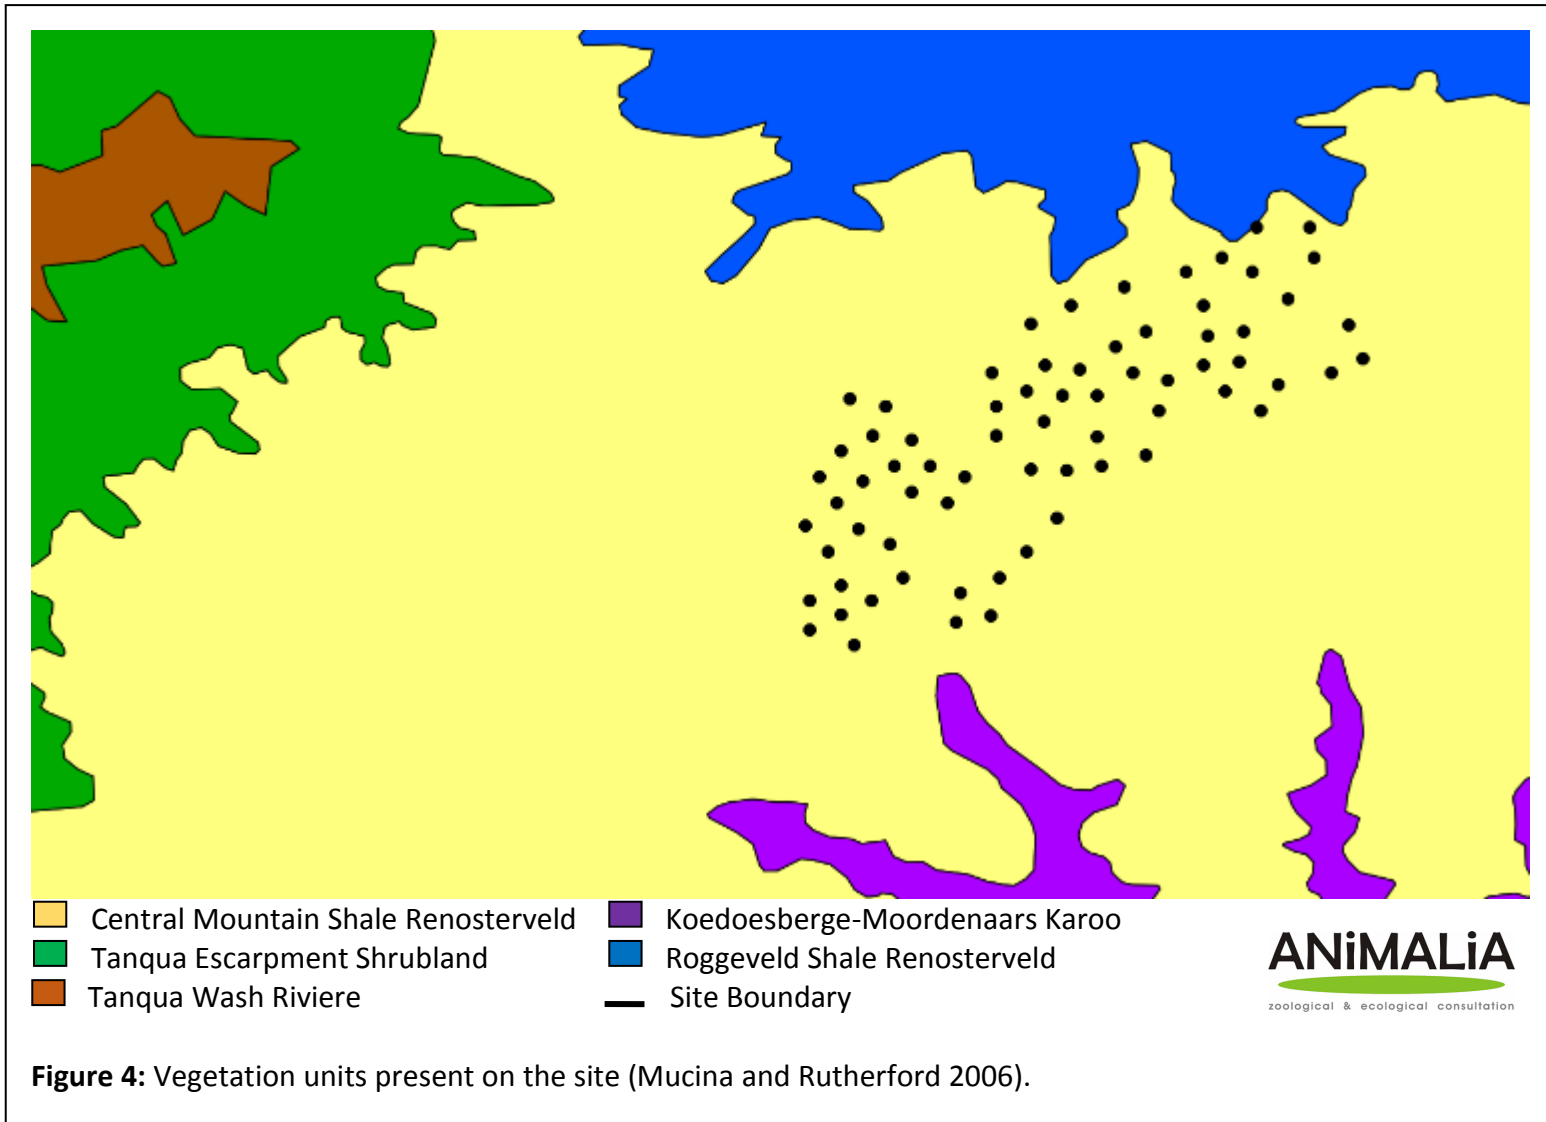 Central Mountain Shale Renosterveld
Koedoesberge-Moordenaars Karoo
Tanqua Escarpment Shrubland
Roggeveld Shale Renosterveld
Tanqua Wash Riviere
Site Boundary
ANiMALiA
zoological & ecological consultation
Figure 4: Vegetation units present on the site (Mucina and Rutherford 2006).